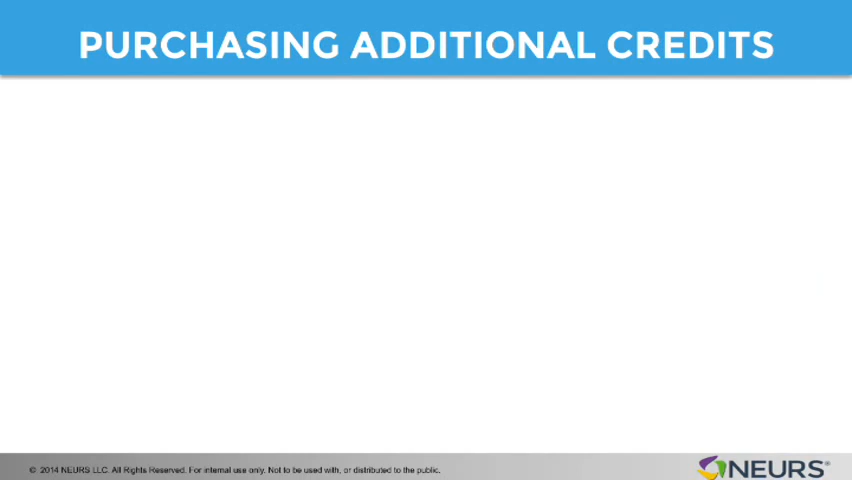 PURCHASING ADDITIONAL CREDITS
© 2014 NEURS LLC. All Rights Reserved. For internal use only. Not to be used with, or distributed to the public.
NEURS®